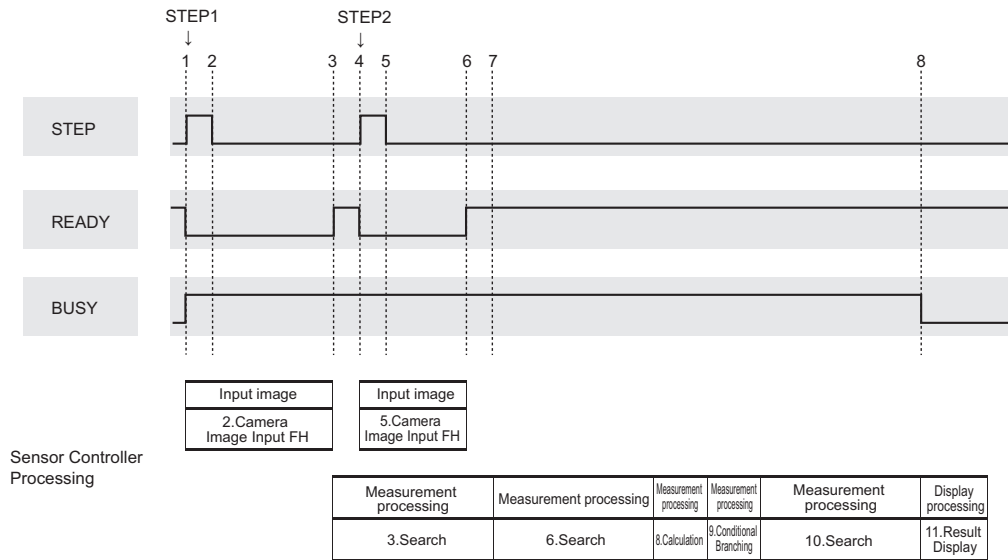 STEP1
STEP2
↓
↓
1 2 3 4 5 6 7 8
STEP
READY
BUSY
Input image
Input image
2.Camera
Image Input FH
5.Camera
Image Input FH
Sensor Controller
Processing
Measurement
processing
Measurement processing
Measurement
processing
Measurement
processing
Measurement
processing
Display
processing
3.Search
6.Search
8.Calculation
9.Conditional
Branching
10.Search
11.Result
Display